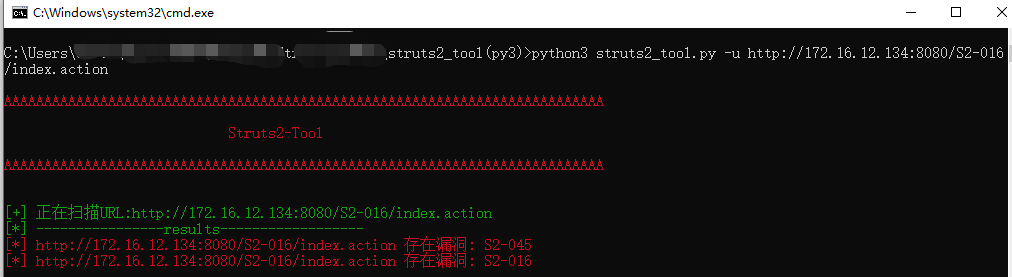 C:\Windows\system32\cmd.exe
C:\Users\ \struts2_tool(py3)>python3 struts2_tool.py -u http://172.16.12.134:8080/S2-016
/index.action
Struts2-Tool
[+] 正在扫描URL:http://172.16.12.134:8080/S2-016/index.action
[*] ----------------results------------------
[*] http://172.16.12.134:8080/S2-016/index.action 存在漏洞: S2-045
[*] http://172.16.12.134:8080/S2-016/index.action 存在漏洞: S2-016